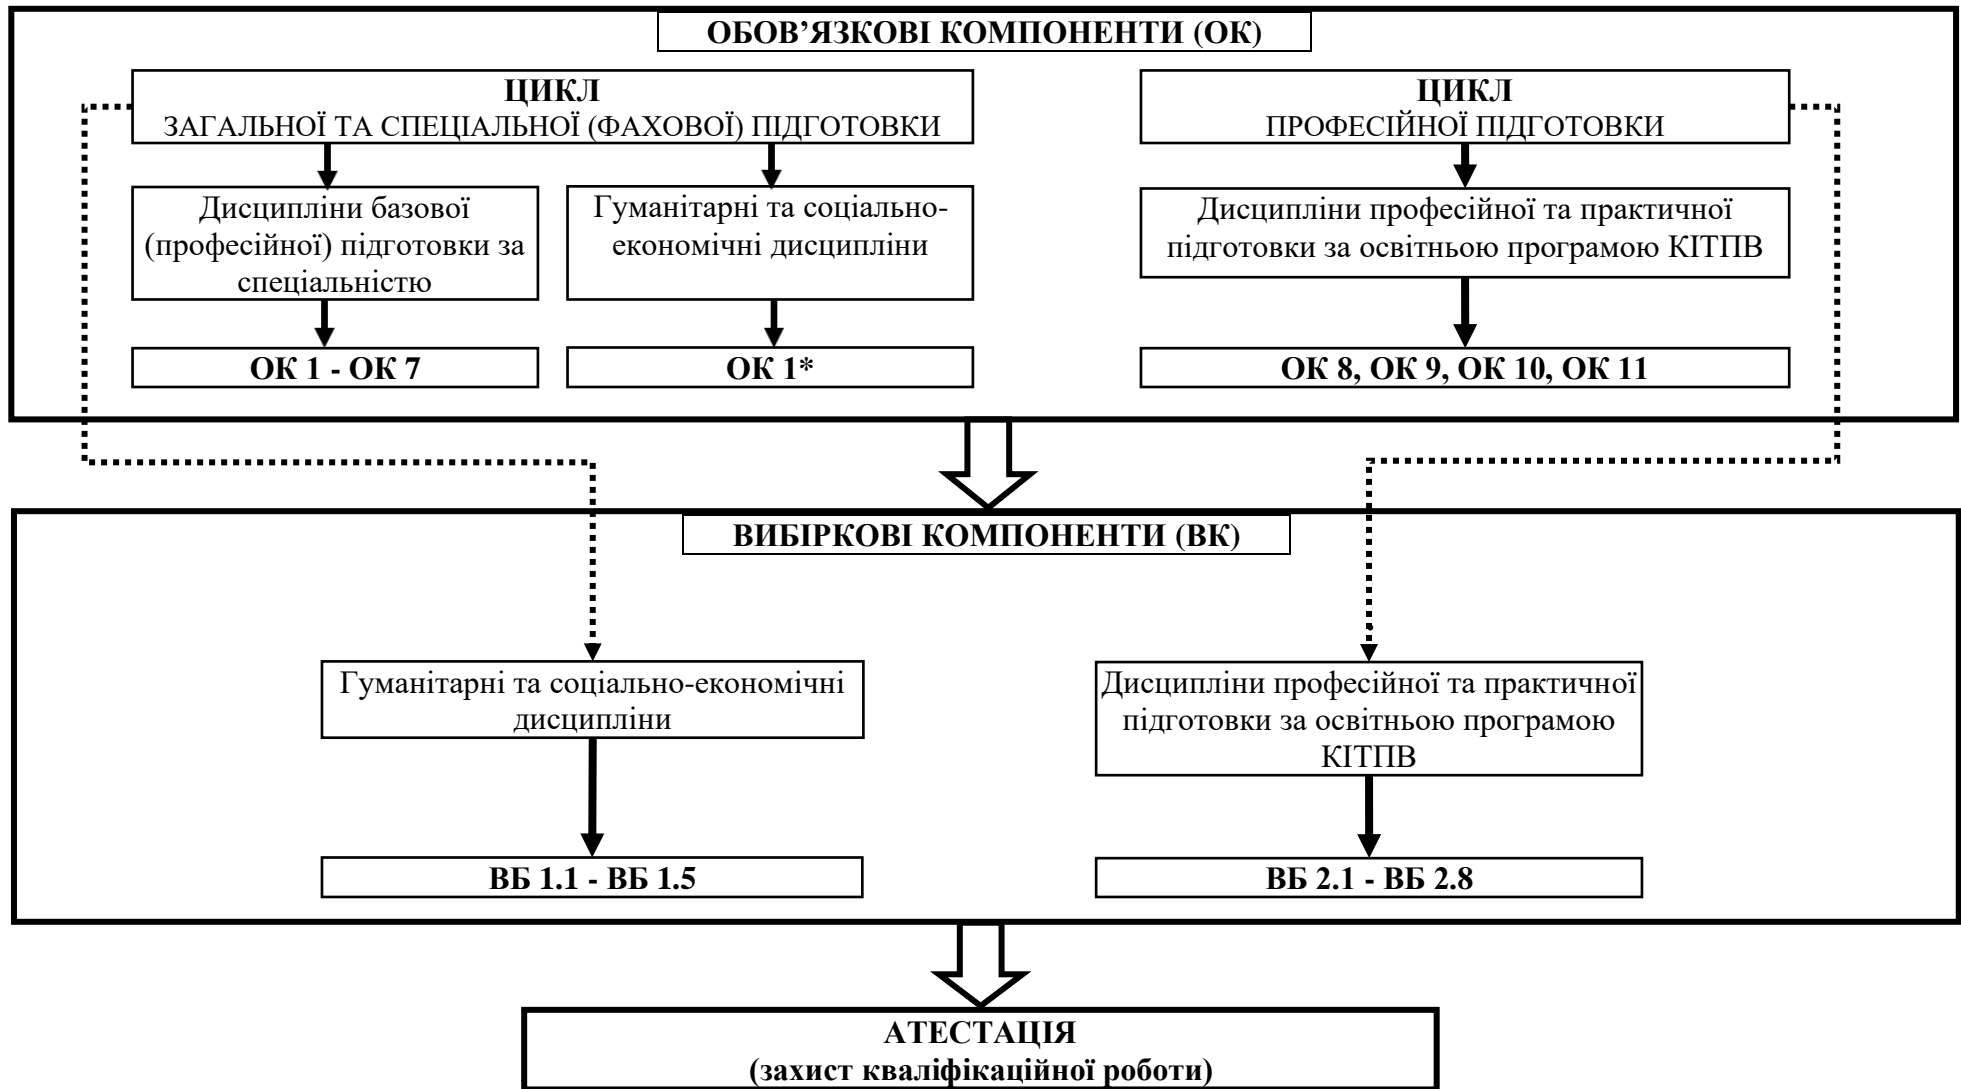 ОБОВ’ЯЗКОВІ КОМПОНЕНТИ (ОК)
ЦИКЛ
ЗАГАЛЬНОЇ ТА СПЕЦІАЛЬНОЇ (ФАХОВОЇ) ПІДГОТОВКИ
ЦИКЛ
ПРОФЕСІЙНОЇ ПІДГОТОВКИ
Дисципліни базової
(професійної) підготовки за
спеціальністю
Гуманітарні та соціально-
економічні дисципліни
Дисципліни професійної та практичної
підготовки за освітньою програмою КІТПВ
ОК 1 - ОК 7
ОК 1*
ОК 8, ОК 9, ОК 10, ОК 11
ВИБІРКОВІ КОМПОНЕНТИ (ВК)
Гуманітарні та соціально-економічні
дисципліни
Дисципліни професійної та практичної
підготовки за освітньою програмою
КІТПВ
ВБ 1.1 - ВБ 1.5
ВБ 2.1 - ВБ 2.8
АТЕСТАЦІЯ
(захист кваліфікаційної роботи)